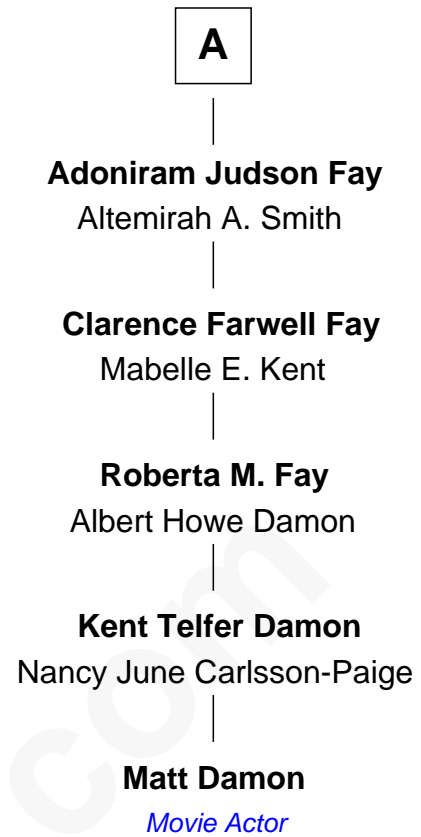 A
Adoniram Judson Fay
Altemirah A. Smith
Clarence Farwell Fay
Mabelle E. Kent
Roberta M. Fay
Albert Howe Damon
Kent Telfer Damon
Nancy June Carlsson-Paige
Matt Damon
Movie Actor
com